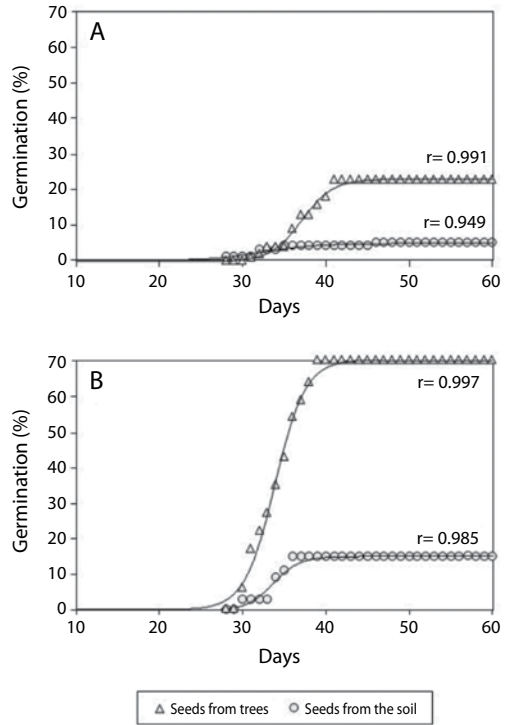 A
Germination (%)
70
60
50
40
30
20
10
0
r= 0.991
r= 0.949
10 20 30 40 50 60
Days
B
Germination (%)
70
60
50
40
30
20
10
0
r= 0.997
r= 0.985
10 20 30 40 50 60
Days
Seeds from trees Seeds from the soil